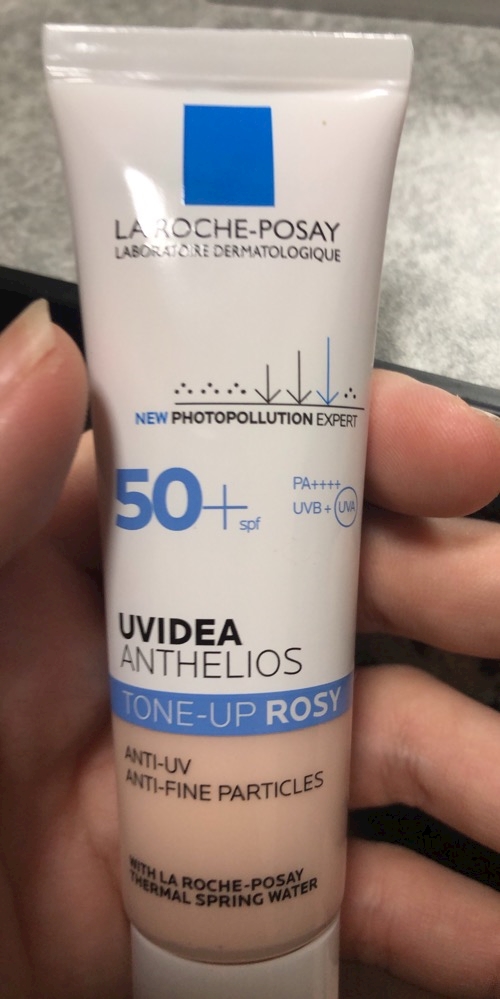 LA ROCHE-POSAY
LABORATOIRE DERMATOLOGIQUE
NEW PHOTOPOLLUTION EXPERT
50+ spf
PA++++
UVB + UVA
UVIDEA
ANTHELIOS
TONE-UP ROSY
ANTI-UV
ANTI-FINE PARTICLES
WITH LA ROCHE-POSAY
THERMAL SPRING WATER